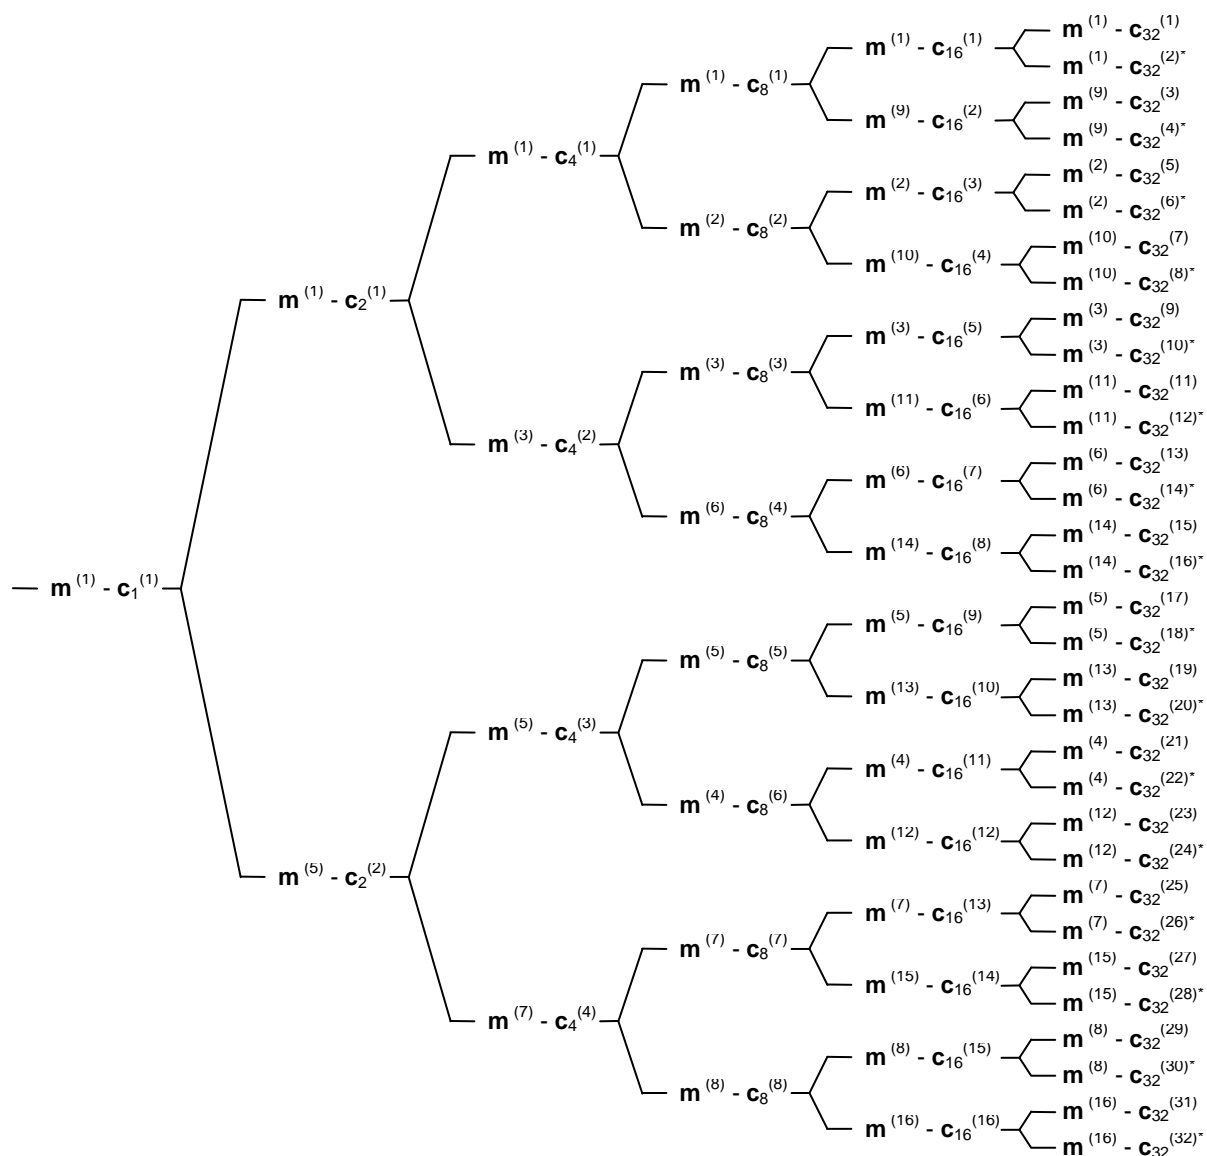 m(1) - c1(1)
m(1) - c2(1)
m(5) - c2(2)
m(1) - c4(1)
m(3) - c4(2)
m(5) - c4(3)
m(7) - c4(4)
m(1) - c8(1)
m(2) - c8(2)
m(3) - c8(3)
m(6) - c8(4)
m(5) - c8(5)
m(4) - c8(6)
m(7) - c8(7)
m(8) - c8(8)
m(1) - c16(1)
m(9) - c16(2)
m(2) - c16(3)
m(10) - c16(4)
m(3) - c16(5)
m(11) - c16(6)
m(6) - c16(7)
m(14) - c16(8)
m(5) - c16(9)
m(13) - c16(10)
m(4) - c16(11)
m(12) - c16(12)
m(7) - c16(13)
m(15) - c16(14)
m(8) - c16(15)
m(16) - c16(16)
m(1) - c32(1)
m(1) - c32(2)*
m(9) - c32(3)
m(9) - c32(4)*
m(2) - c32(5)
m(2) - c32(6)*
m(10) - c32(7)
m(10) - c32(8)*
m(3) - c32(9)
m(3) - c32(10)*
m(11) - c32(11)
m(11) - c32(12)*
m(6) - c32(13)
m(6) - c32(14)*
m(14) - c32(15)
m(14) - c32(16)*
m(5) - c32(17)
m(5) - c32(18)*
m(13) - c32(19)
m(13) - c32(20)*
m(4) - c32(21)
m(4) - c32(22)*
m(12) - c32(23)
m(12) - c32(24)*
m(7) - c32(25)
m(7) - c32(26)*
m(15) - c32(27)
m(15) - c32(28)*
m(8) - c32(29)
m(8) - c32(30)*
m(16) - c32(31)
m(16) - c32(32)*